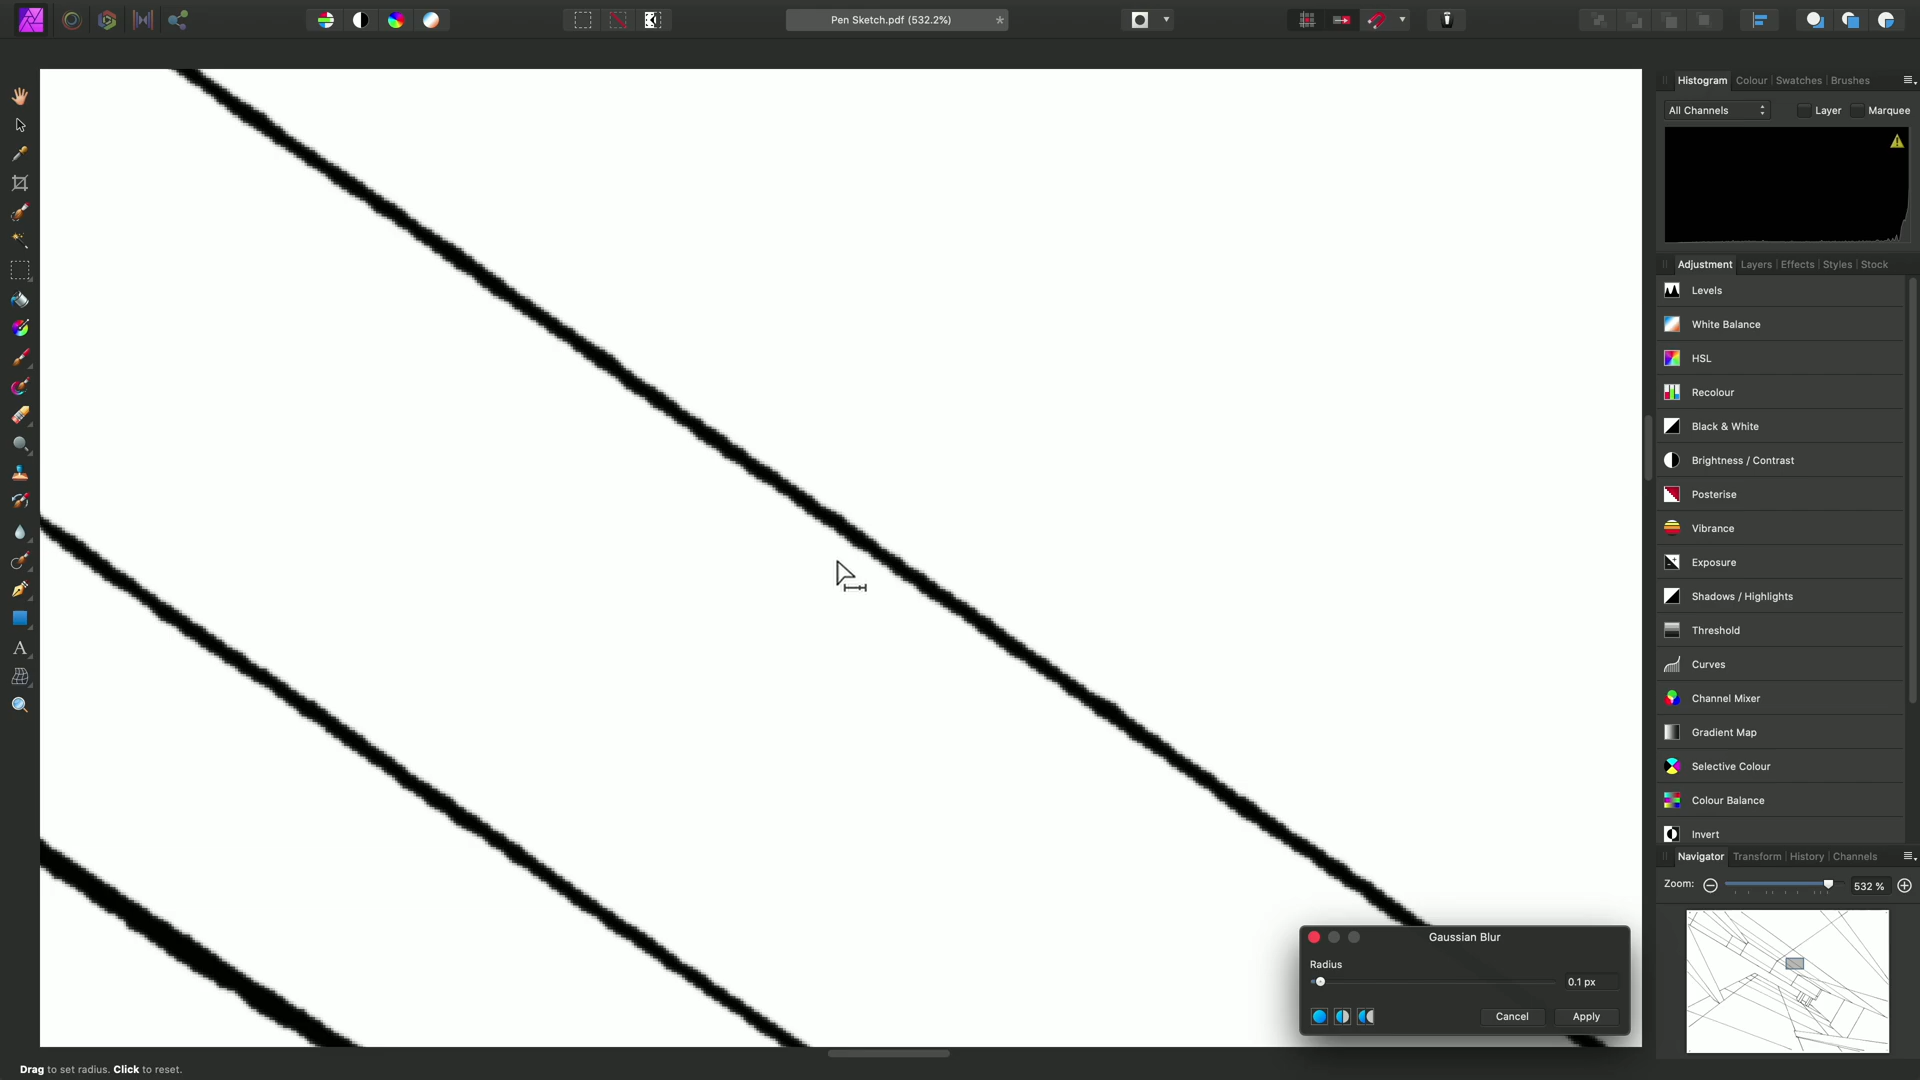 Pen Sketch.pdf (532.2%)
*
Histogram Colour Swatches Brushes
All Channels Layer Marquee
Adjustment Layers Effects Styles Stock
Levels
White Balance
HSL
Recolour
Black & White
Brightness / Contrast
Posterise
Vibrance
Exposure
Shadows / Highlights
Threshold
Curves
Channel Mixer
Gradient Map
Selective Colour
Colour Balance
Invert
Navigator Transform History Channels
Zoom: 532 %
Gaussian Blur
Radius
0.1 px
Cancel Apply
Drag to set radius. Click to reset.